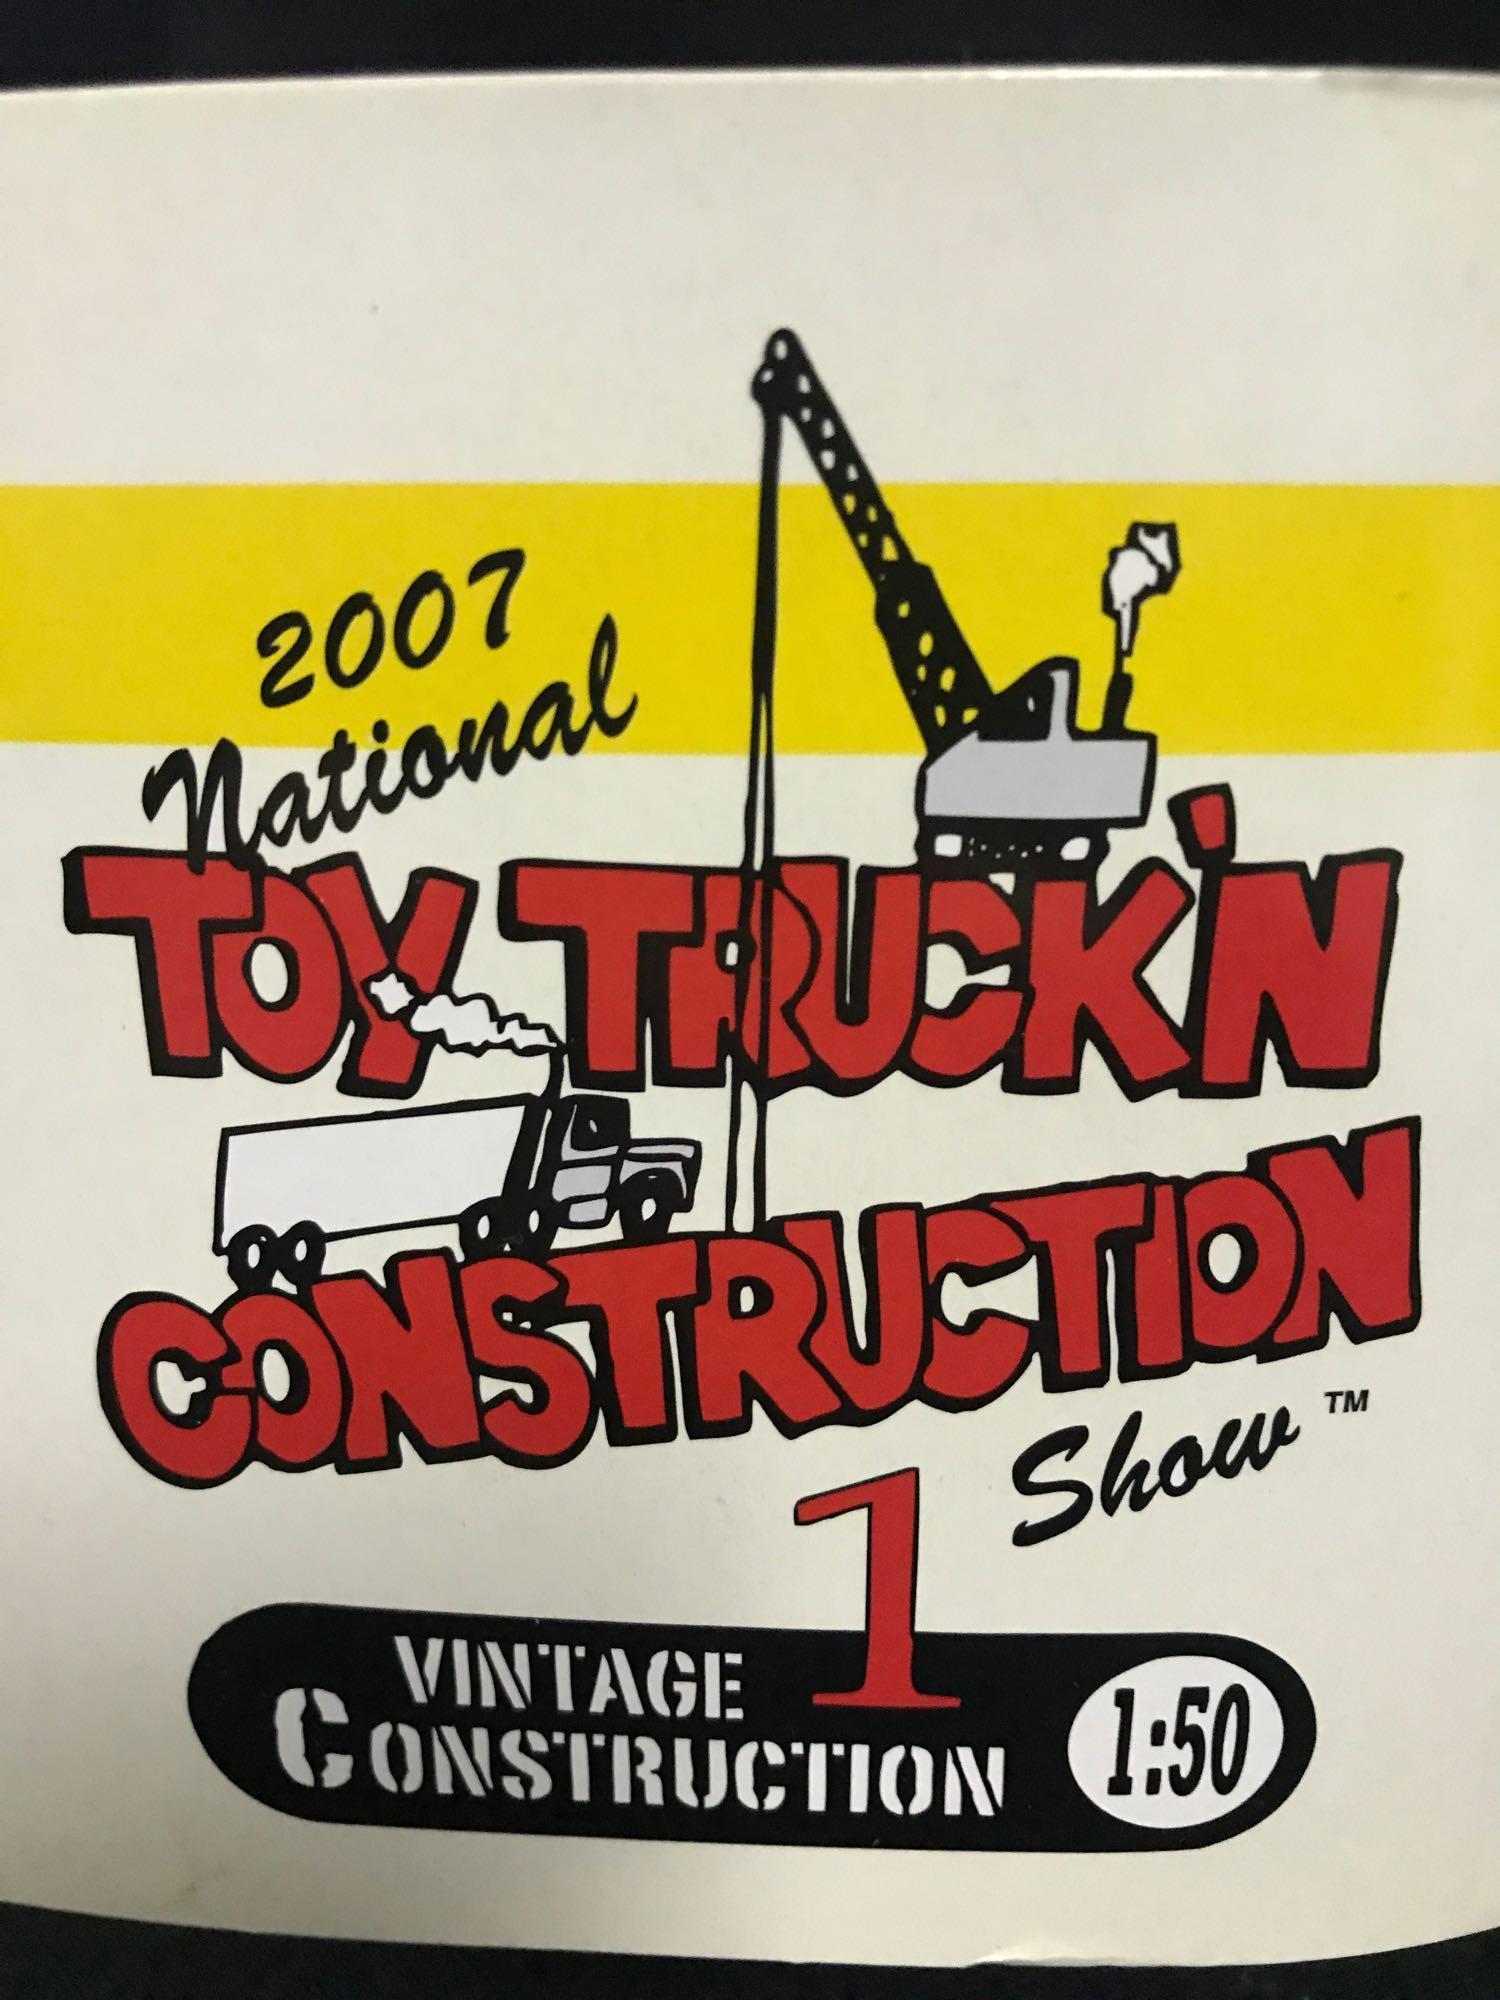 2007
National
TOY TRUCK'N
CONSTRUCTION
Show™
1
VINTAGE
CONSTRUCTION
1:50